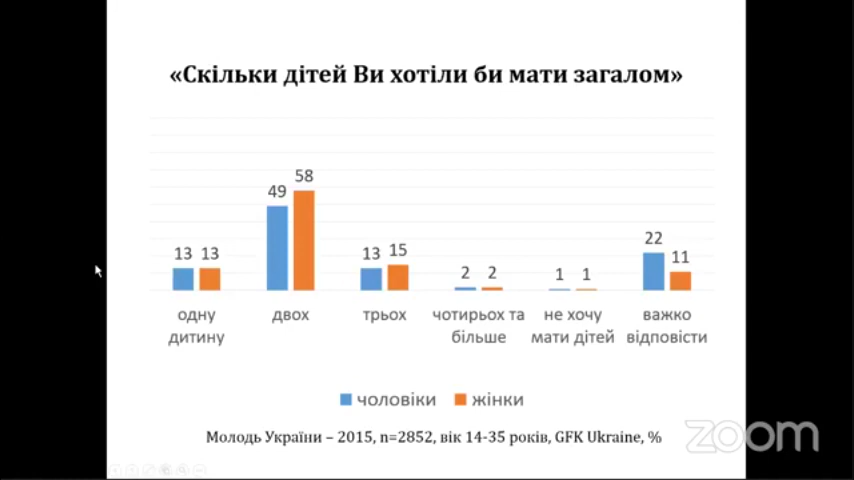 «Скільки дітей Ви хотіли би мати загалом»
13 13
49 58
13 15
2 2
1 1
22 11
одну дитину
двох
трьох
чотирьох та більше
не хочу мати дітей
важко відповісти
чоловіки жінки
Молодь України – 2015, n=2852, вік 14-35 років, GFK Ukraine, %
zoom